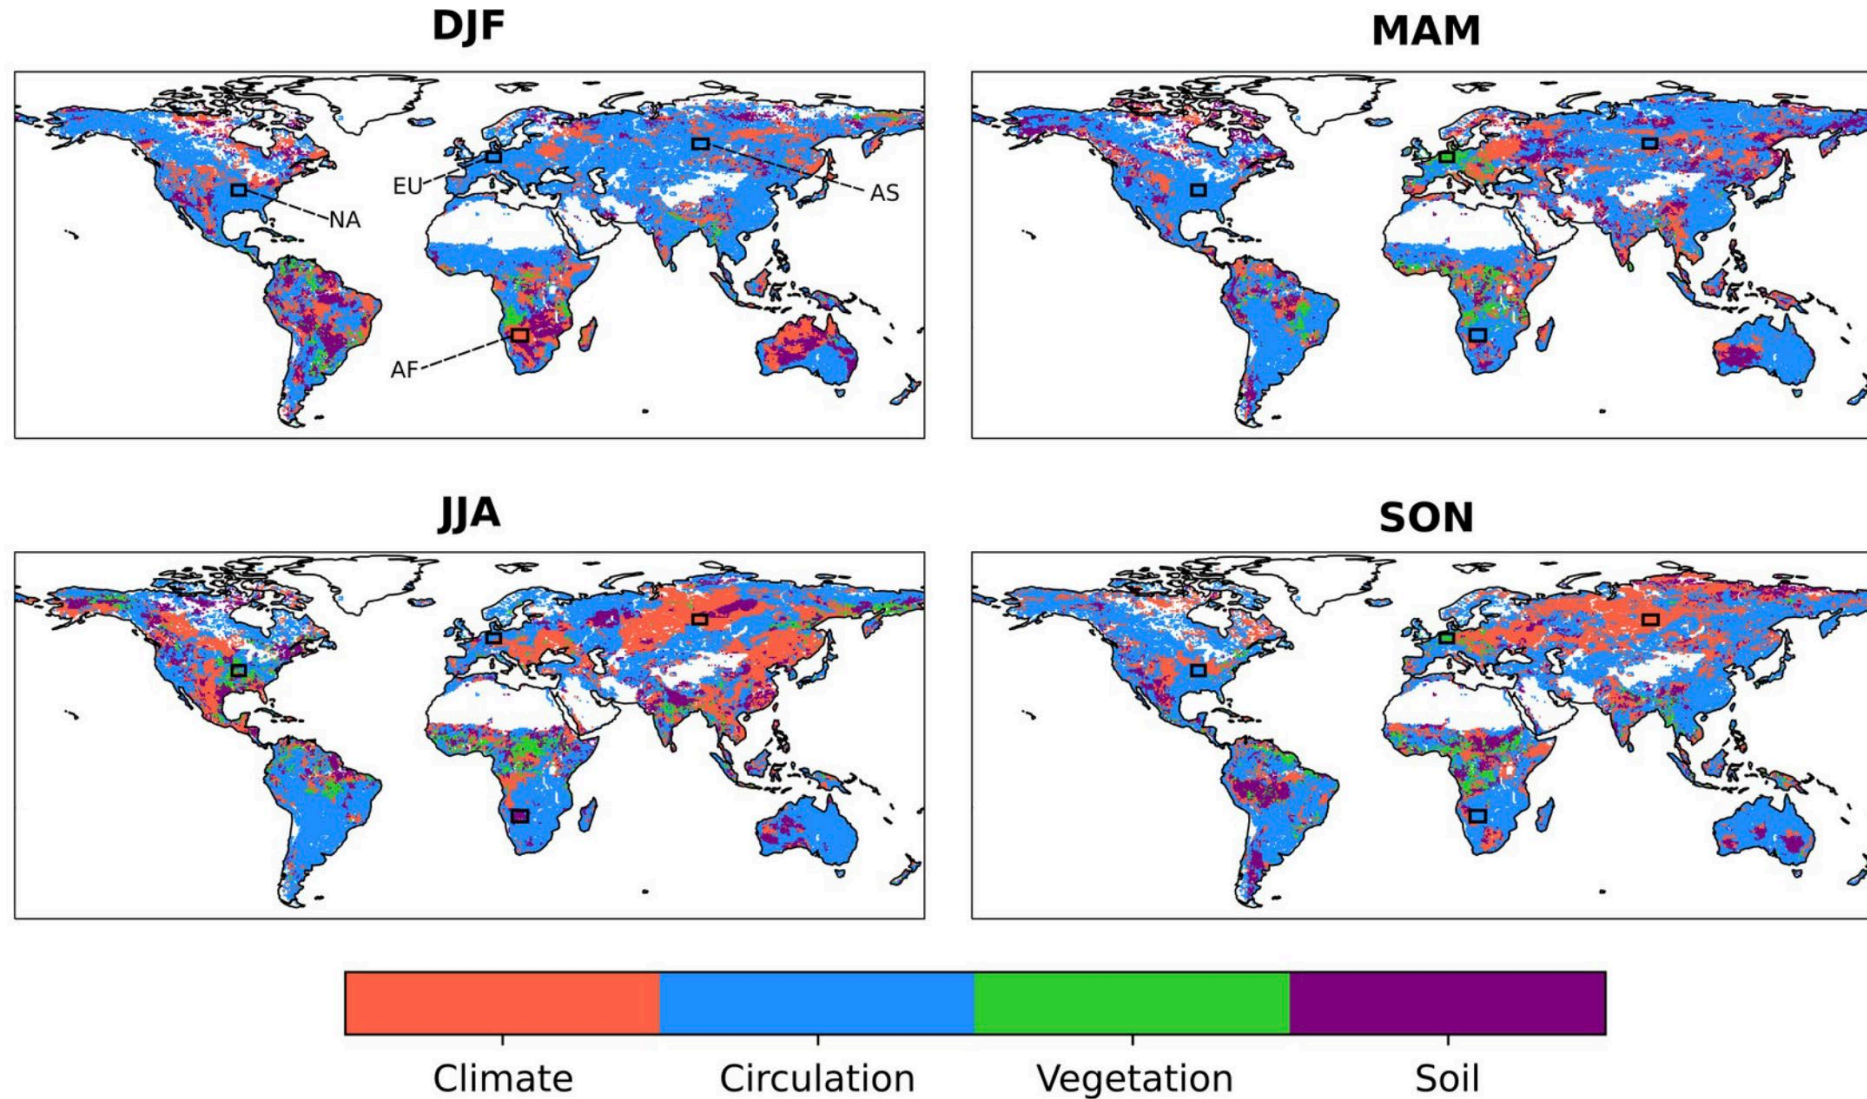 DJF
MAM
EU
AS
NA
AF
JJA
SON
Climate
Circulation
Vegetation
Soil